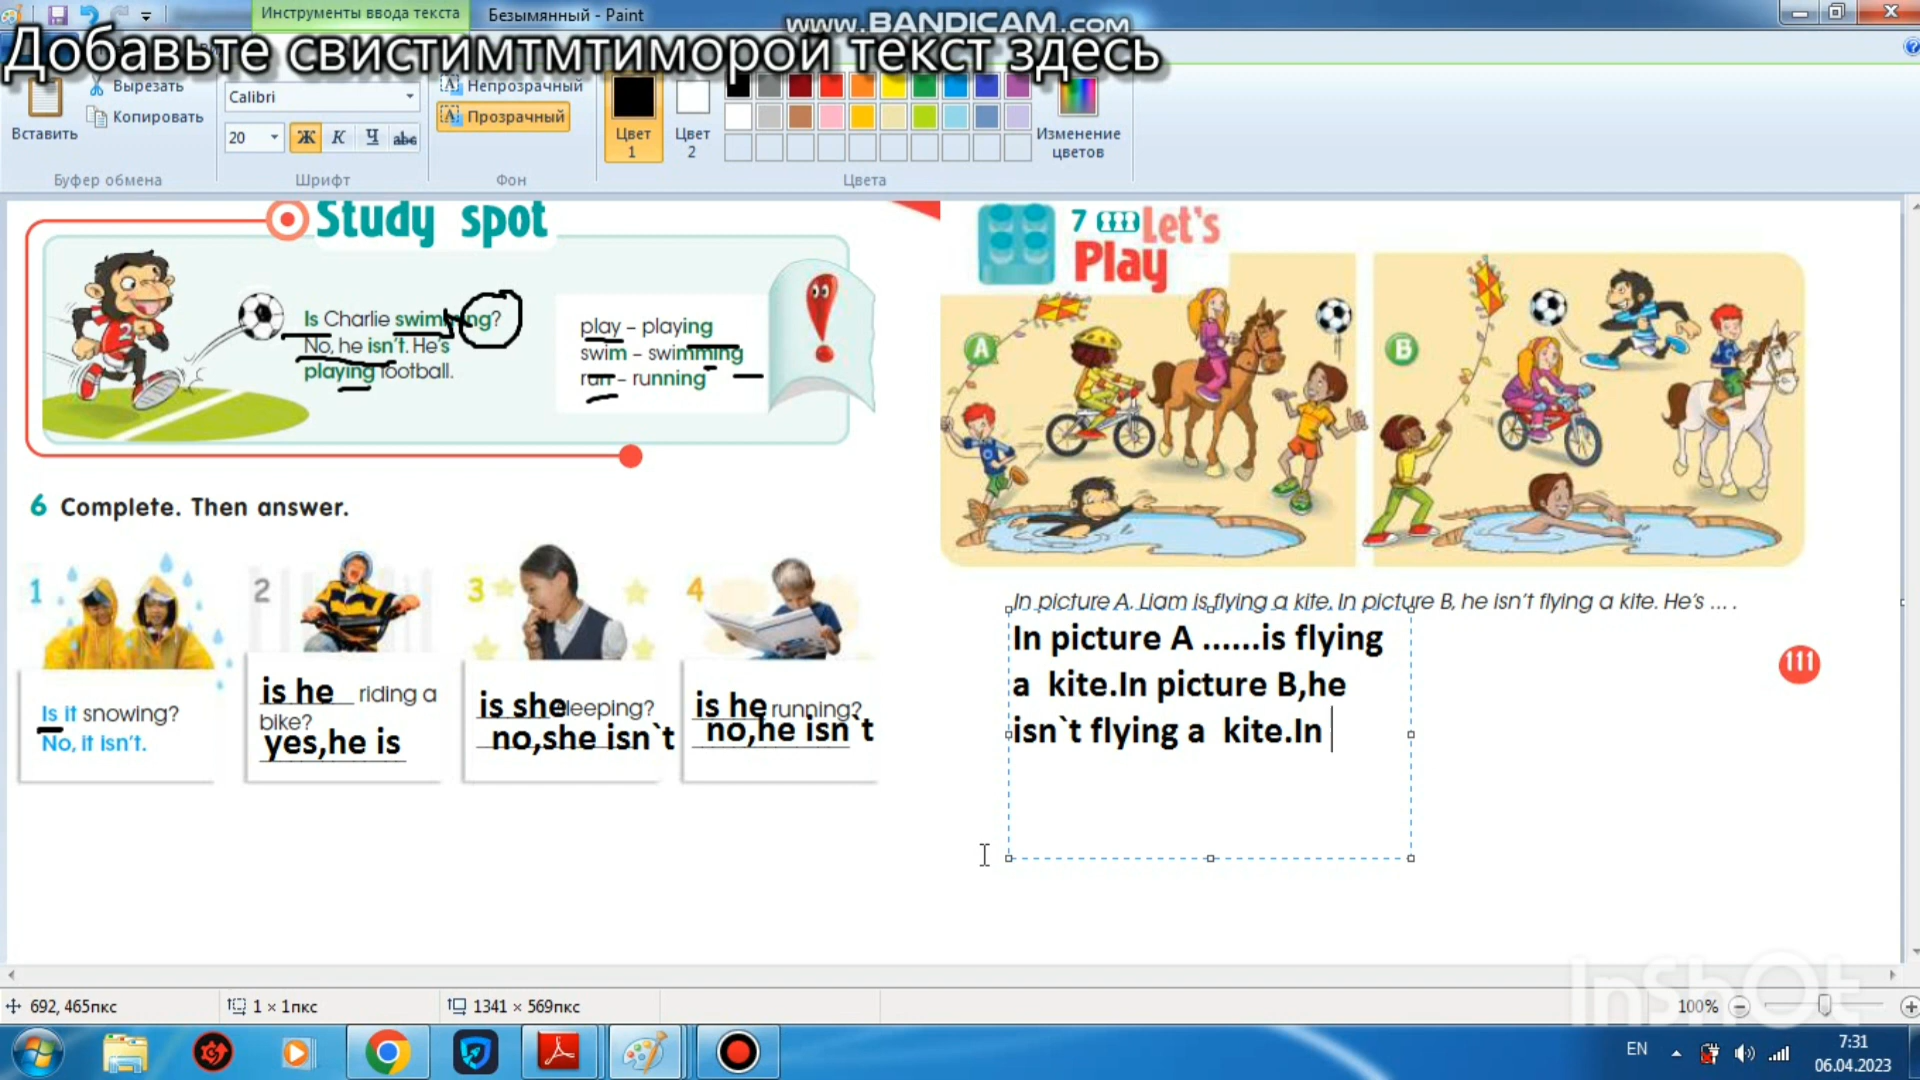 Инструменты ввода текста
Безымянный - Paint
www.BANDICAM.com
Добавьте свистимтмтиморой текст здесь
Вставить
Вырезать
Копировать
Буфер обмена
Calibri
20
Ж К Ч abc
Шрифт
Непрозрачный
Прозрачный
Фон
Цвет 1
Цвет 2
Изменение цветов
Цвета
Study spot
Is Charlie swimming?
No, he isn't. He's
playing football.
play – playing
swim – swimming
run – running
2
6 Complete. Then answer.
1
Is it snowing?
No, it isn't.
2
is he riding a
bike?
yes,he is
3
is she sleeping?
no,she isn`t
4
is he running?
no,he isn`t
7 Let's
Play
A
B
In picture A, Liam is flying a kite. In picture B, he isn't flying a kite. He's ... .
In picture A ......is flying
a kite.In picture B,he
isn`t flying a kite.In
111
InShOt
692, 465пкс
1 × 1пкс
1341 × 569пкс
100%
EN
7:31
06.04.2023